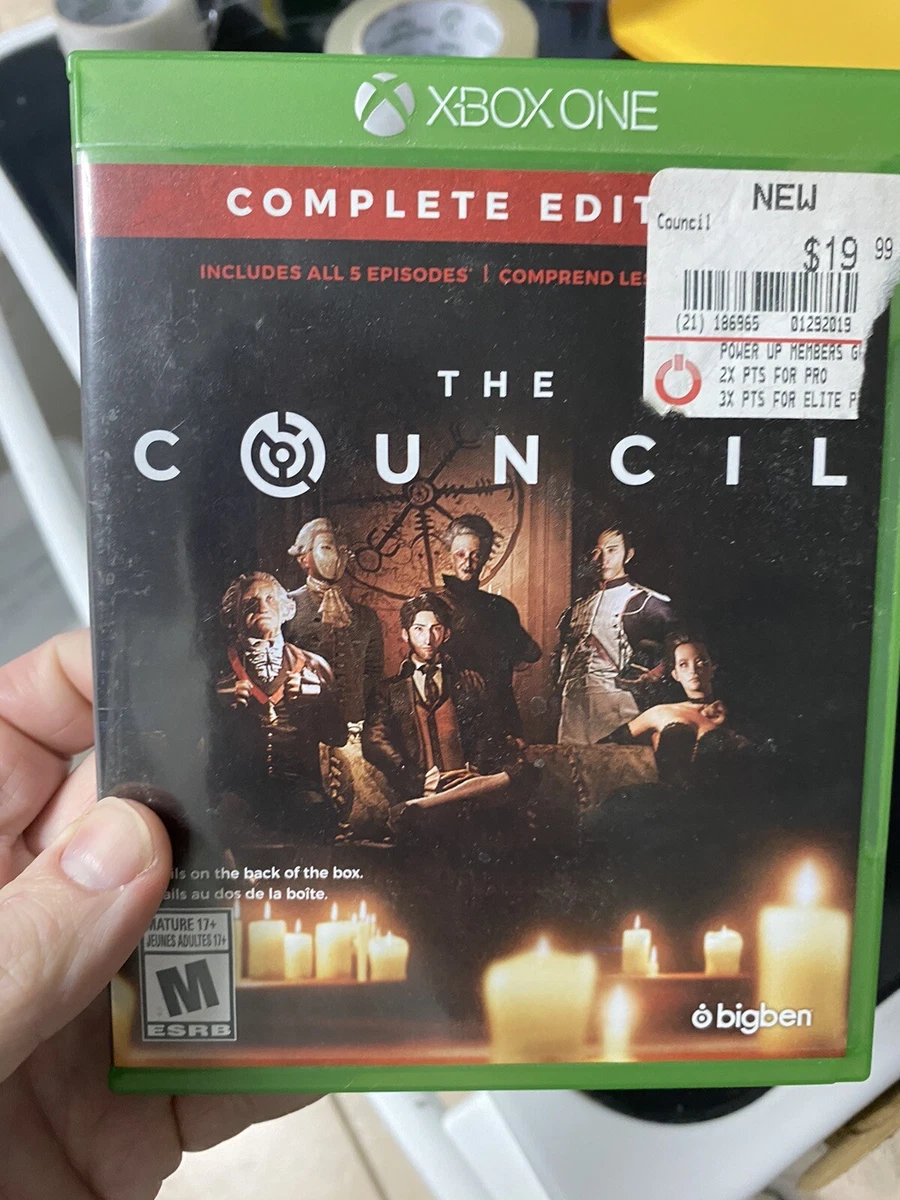 XBOX ONE
COMPLETE EDIT
INCLUDES ALL 5 EPISODES* | COMPREND LES
NEW
Council
$19 99
(21) 186965 01292019
POWER UP MEMBERS G
2X PTS FOR PRO
3X PTS FOR ELITE P
THE
COUNCIL
ils on the back of the box.
ails au dos de la boîte.
MATURE 17+
JEUNES ADULTES 17+
M
ESRB
bigben